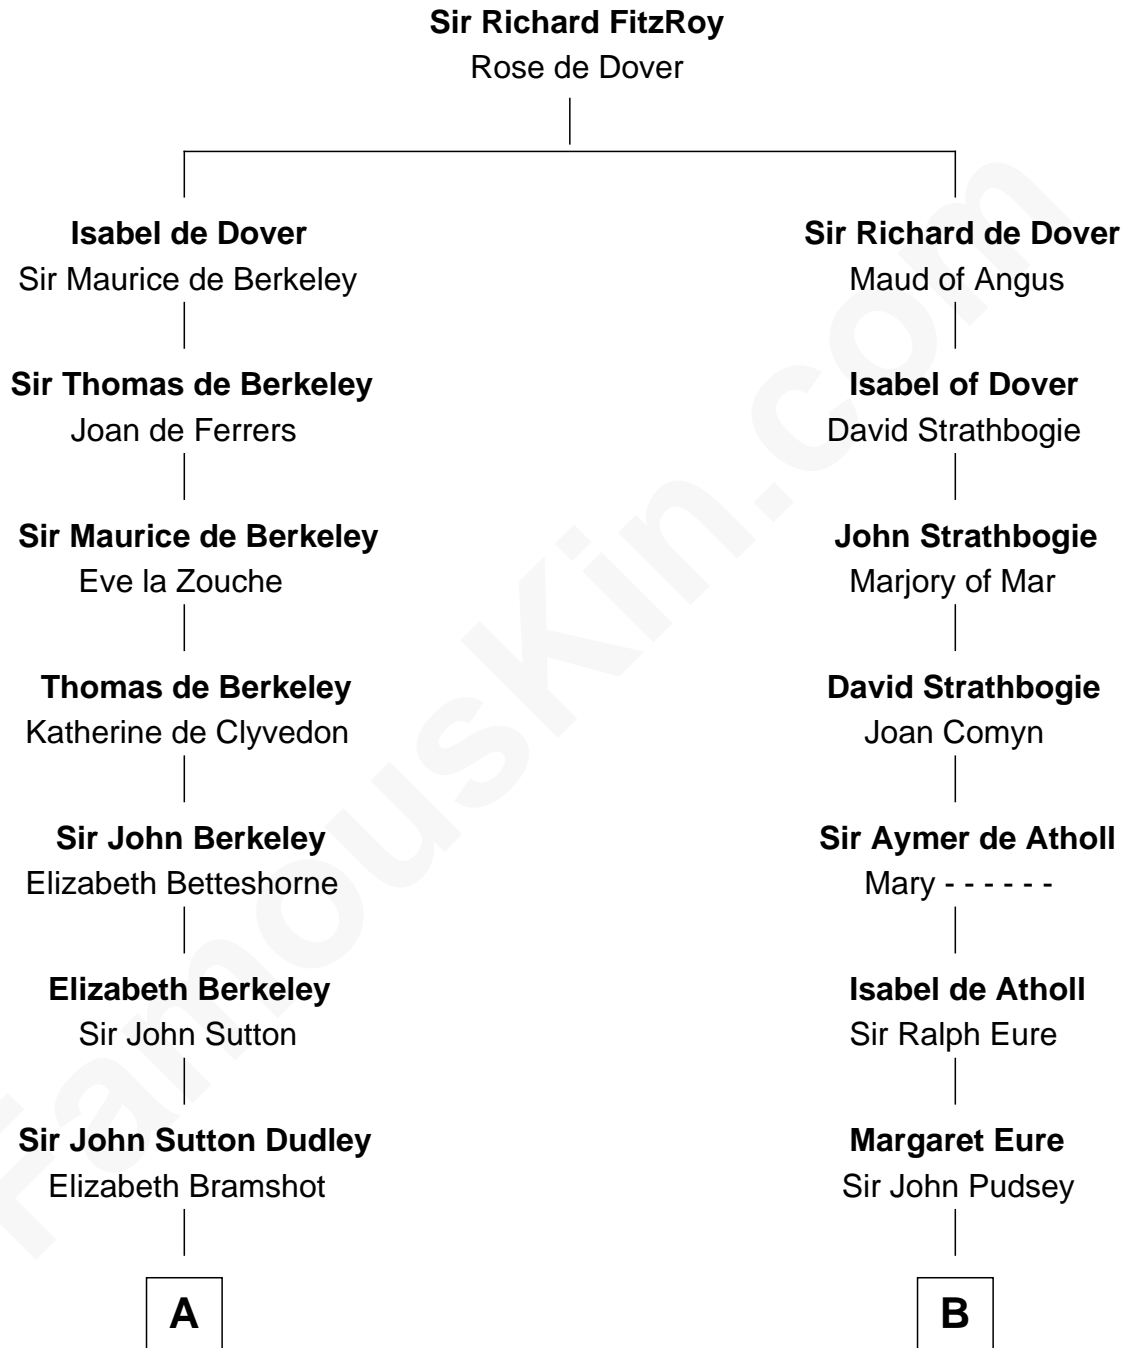 Sir Richard FitzRoy
Rose de Dover
Isabel de Dover
Sir Maurice de Berkeley
Sir Thomas de Berkeley
Joan de Ferrers
Sir Maurice de Berkeley
Eve la Zouche
Thomas de Berkeley
Katherine de Clyvedon
Sir John Berkeley
Elizabeth Betteshorne
Elizabeth Berkeley
Sir John Sutton
Sir John Sutton Dudley
Elizabeth Bramshot
A
Sir Richard de Dover
Maud of Angus
Isabel of Dover
David Strathbogie
John Strathbogie
Marjory of Mar
David Strathbogie
Joan Comyn
Sir Aymer de Atholl
Mary - - - - - -
Isabel de Atholl
Sir Ralph Eure
Margaret Eure
Sir John Pudsey
B
FamousKin.com